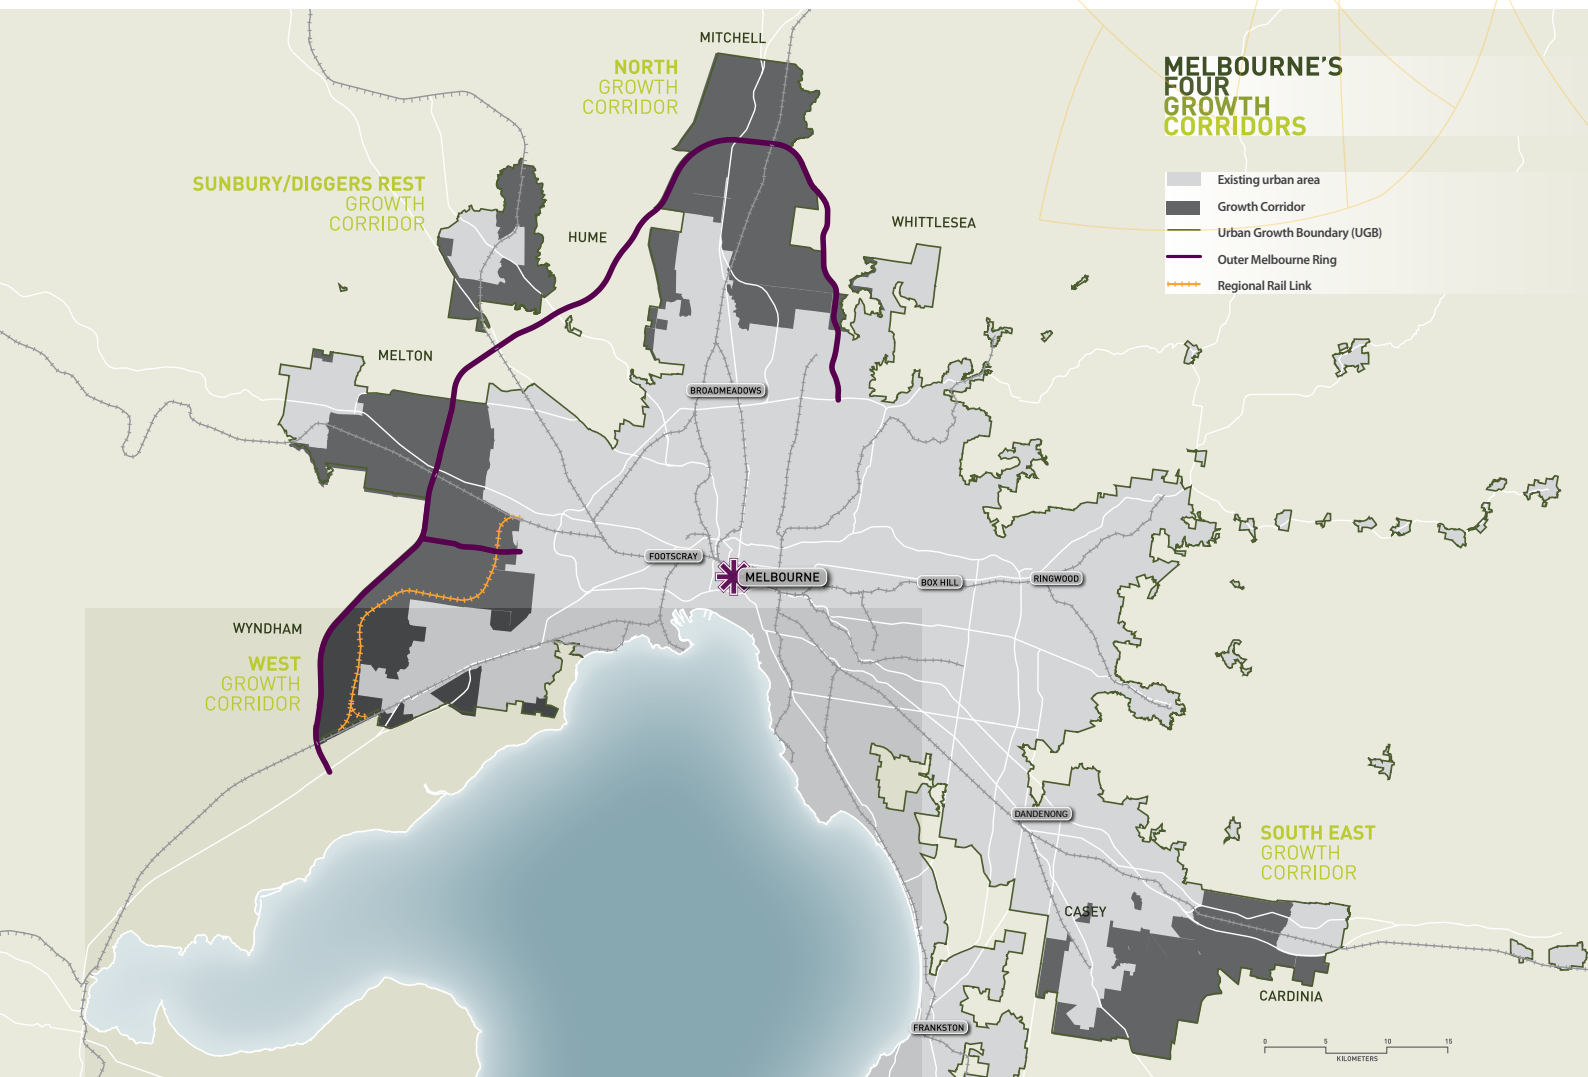 MITCHELL
NORTH
GROWTH
CORRIDOR
MELBOURNE'S
FOUR
GROWTH
CORRIDORS
Existing urban area
Growth Corridor
Urban Growth Boundary (UGB)
Outer Melbourne Ring
Regional Rail Link
SUNBURY/DIGGERS REST
GROWTH
CORRIDOR
HUME
WHITTLESEA
MELTON
BROADMEADOWS
FOOTSCRAY
MELBOURNE
BOX HILL
RINGWOOD
WYNDHAM
WEST
GROWTH
CORRIDOR
DANDENONG
SOUTH EAST
GROWTH
CORRIDOR
CASEY
CARDINIA
FRANKSTON
0 5 10 15
KILOMETERS